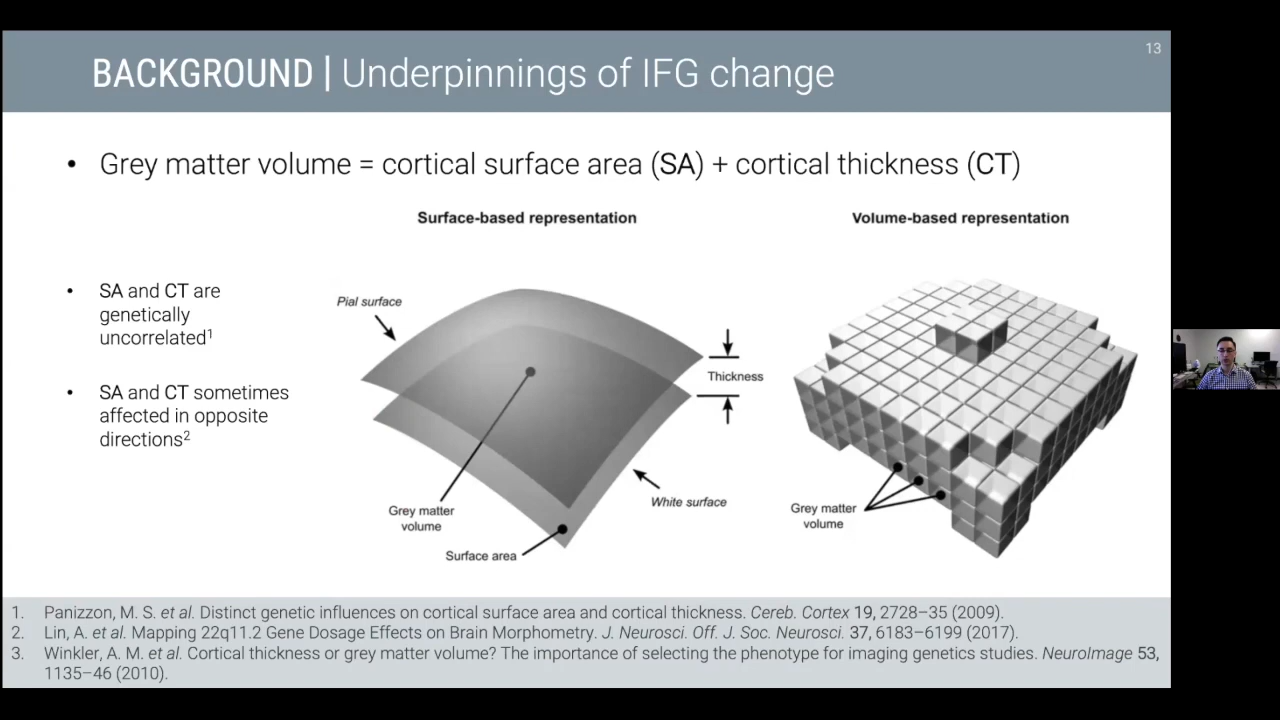 13
BACKGROUND | Underpinnings of IFG change
• Grey matter volume = cortical surface area (SA) + cortical thickness (CT)
Surface-based representation
Volume-based representation
• SA and CT are
genetically
uncorrelated1
• SA and CT sometimes
affected in opposite
directions2
Pial surface
Thickness
White surface
Grey matter
volume
Surface area
Grey matter
volume
1. Panizzon, M. S. et al. Distinct genetic influences on cortical surface area and cortical thickness. Cereb. Cortex 19, 2728–35 (2009).
2. Lin, A. et al. Mapping 22q11.2 Gene Dosage Effects on Brain Morphometry. J. Neurosci. Off. J. Soc. Neurosci. 37, 6183–6199 (2017).
3. Winkler, A. M. et al. Cortical thickness or grey matter volume? The importance of selecting the phenotype for imaging genetics studies. NeuroImage 53,
1135–46 (2010).